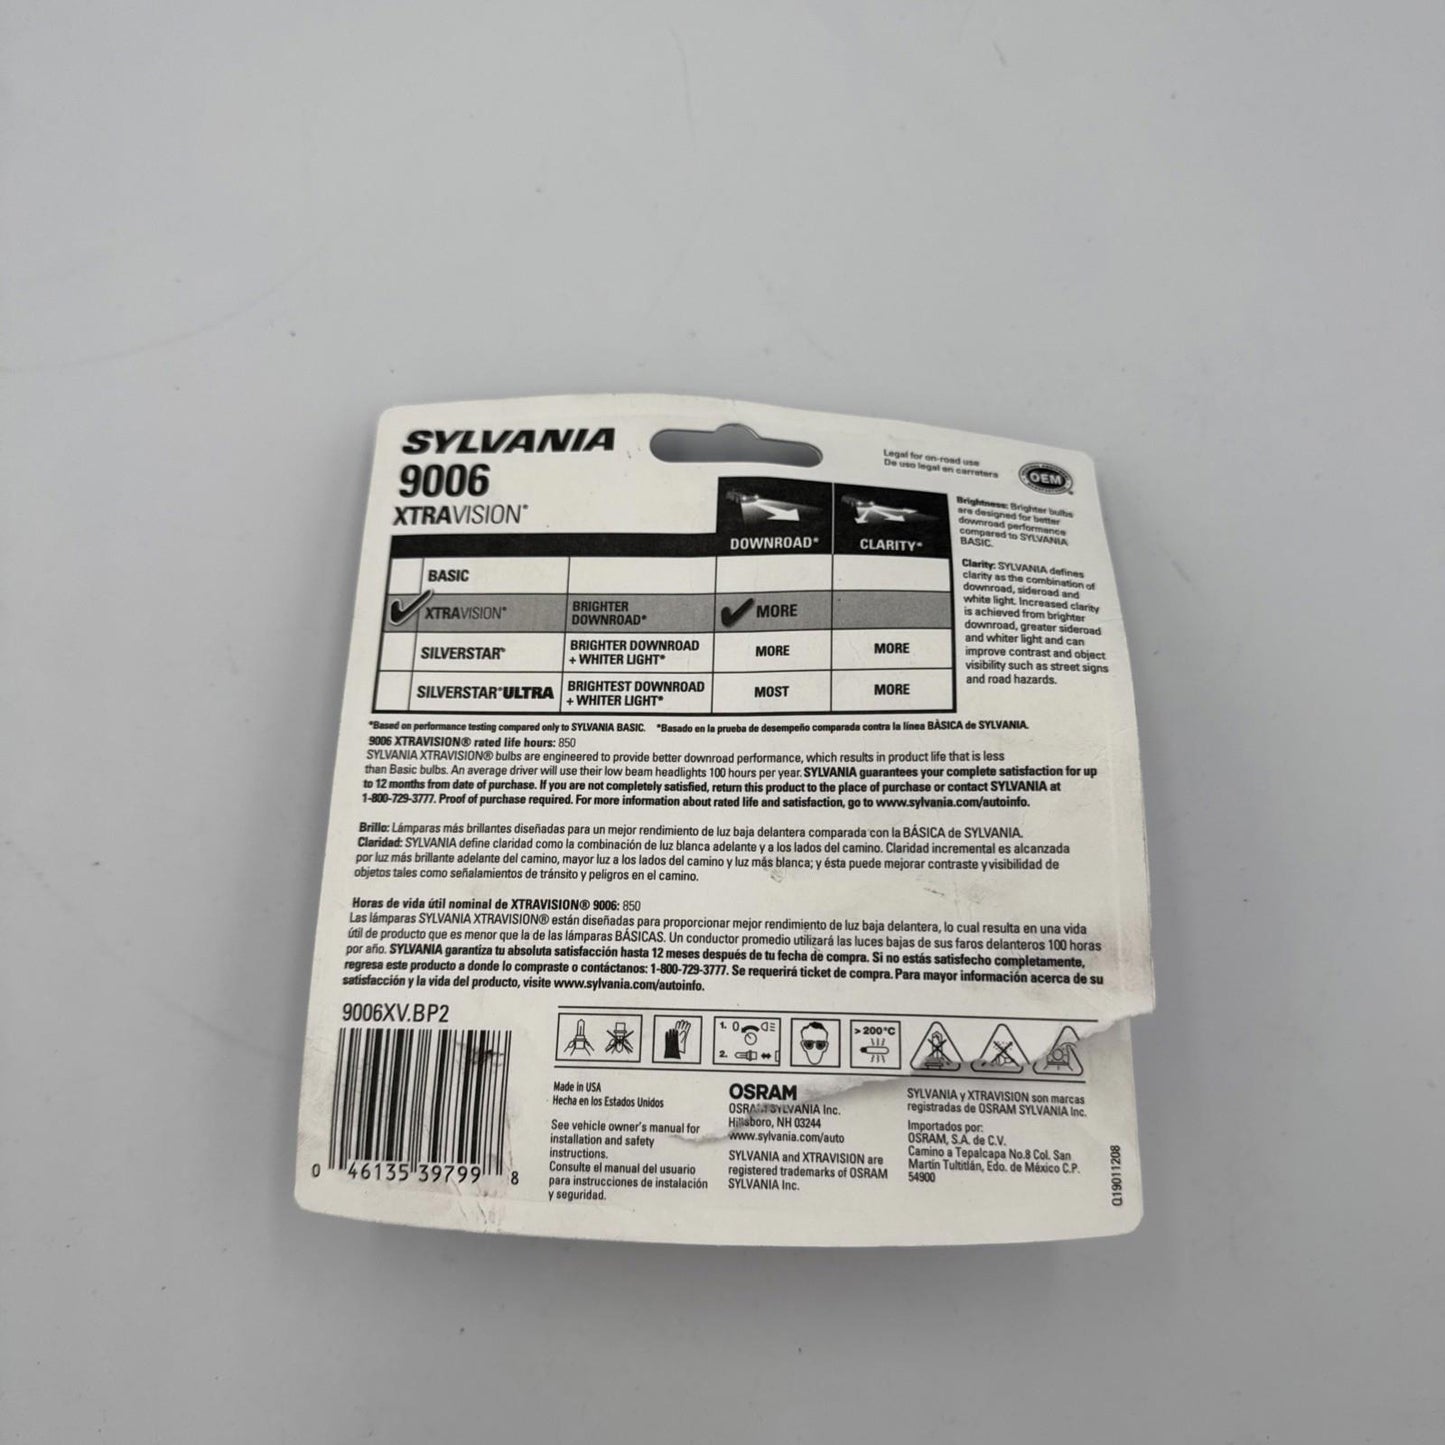 SYLVANIA
9006
XTRAVISION®
Legal for on-road use
De uso legal en carretera
OEM
DOWNROAD* CLARITY*
BASIC
XTRAVISION® BRIGHTER DOWNROAD* MORE
SILVERSTAR® BRIGHTER DOWNROAD + WHITER LIGHT* MORE MORE
SILVERSTAR®ULTRA BRIGHTEST DOWNROAD + WHITER LIGHT* MOST MORE
Brightness: Brighter bulbs
are designed for better
downroad performance
compared to SYLVANIA
BASIC.
Clarity: SYLVANIA defines
clarity as the combination of
downroad, sideroad and
white light. Increased clarity
is achieved from brighter
downroad, greater sideroad
and whiter light and can
improve contrast and object
visibility such as street signs
and road hazards.
*Based on performance testing compared only to SYLVANIA BASIC. *Basado en la prueba de desempeño comparada contra la línea BÁSICA de SYLVANIA.
9006 XTRAVISION® rated life hours: 850
SYLVANIA XTRAVISION® bulbs are engineered to provide better downroad performance, which results in product life that is less
than Basic bulbs. An average driver will use their low beam headlights 100 hours per year. SYLVANIA guarantees your complete satisfaction for up
to 12 months from date of purchase. If you are not completely satisfied, return this product to the place of purchase or contact SYLVANIA at
1-800-729-3777. Proof of purchase required. For more information about rated life and satisfaction, go to www.sylvania.com/autoinfo.
Brillo: Lámparas más brillantes diseñadas para un mejor rendimiento de luz baja delantera comparada con la BÁSICA de SYLVANIA.
Claridad: SYLVANIA define claridad como la combinación de luz blanca adelante y a los lados del camino. Claridad incremental es alcanzada
por luz más brillante adelante del camino, mayor luz a los lados del camino y luz más blanca; y ésta puede mejorar contraste y visibilidad de
objetos tales como señalamientos de tránsito y peligros en el camino.
Horas de vida útil nominal de XTRAVISION® 9006: 850
Las lámparas SYLVANIA XTRAVISION® están diseñadas para proporcionar mejor rendimiento de luz baja delantera, lo cual resulta en una vida
útil de producto que es menor que la de las lámparas BÁSICAS. Un conductor promedio utilizará las luces bajas de sus faros delanteros 100 horas
por año. SYLVANIA garantiza tu absoluta satisfacción hasta 12 meses después de tu fecha de compra. Si no estás satisfecho completamente,
regresa este producto a donde lo compraste o contáctanos: 1-800-729-3777. Se requerirá ticket de compra. Para mayor información acerca de su
satisfacción y la vida del producto, visite www.sylvania.com/autoinfo.
9006XV.BP2
0 46135 39799 8
1. 0
2.
> 200°C
Made in USA
Hecha en los Estados Unidos
See vehicle owner's manual for
installation and safety
instructions.
Consulte el manual del usuario
para instrucciones de instalación
y seguridad.
OSRAM
OSRAM SYLVANIA Inc.
Hillsboro, NH 03244
www.sylvania.com/auto
SYLVANIA and XTRAVISION are
registered trademarks of OSRAM
SYLVANIA Inc.
SYLVANIA y XTRAVISION son marcas
registradas de OSRAM SYLVANIA Inc.
Importados por:
OSRAM, S.A. de C.V.
Camino a Tepalcapa No.8 Col. San
Martín Tultitlán, Edo. de México C.P.
54900
Q19011208